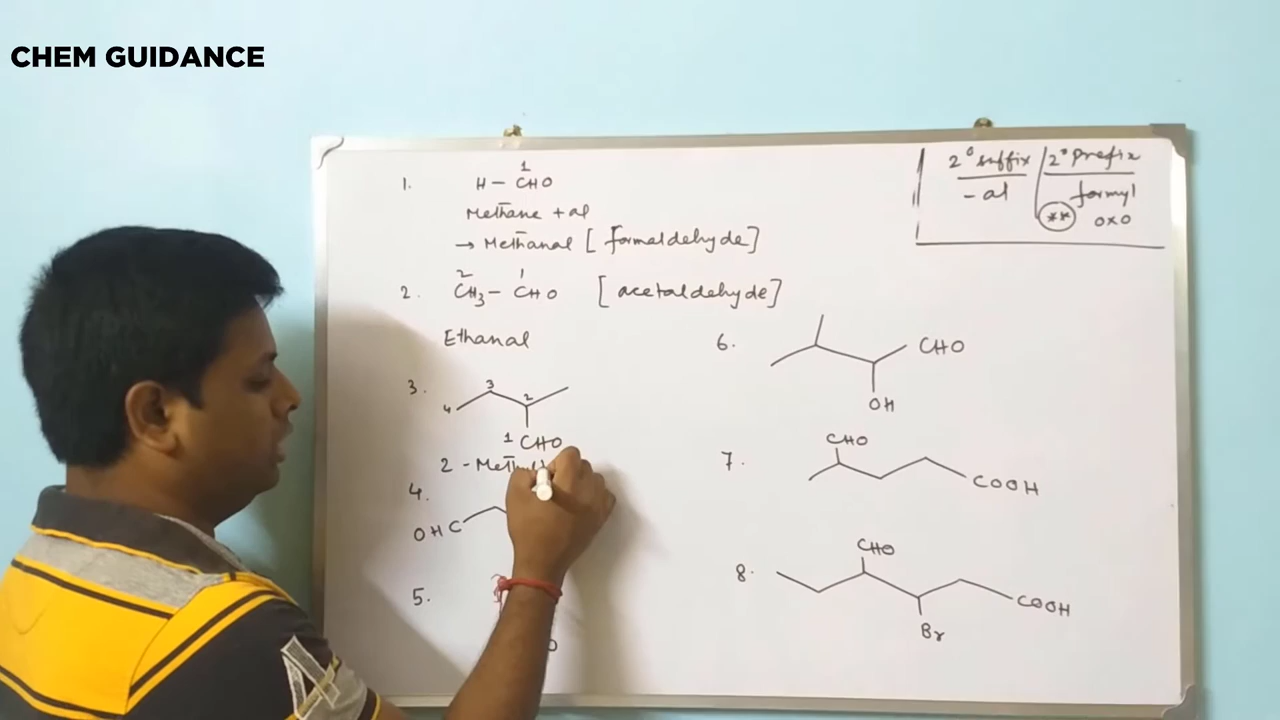 CHEM GUIDANCE
1.
1
H - CHO
Methane + al
→ Methanal [formaldehyde]
2.
2 1
CH3 - CHO [acetaldehyde]
Ethanal
3.
4 3 2
1 CHO
2 - Methyl
4.
OHC
5.
2° suffix 2° Prefix
- al formyl
** oxo
6.
CHO
OH
7.
CHO
COOH
8.
CHO
COOH
Br